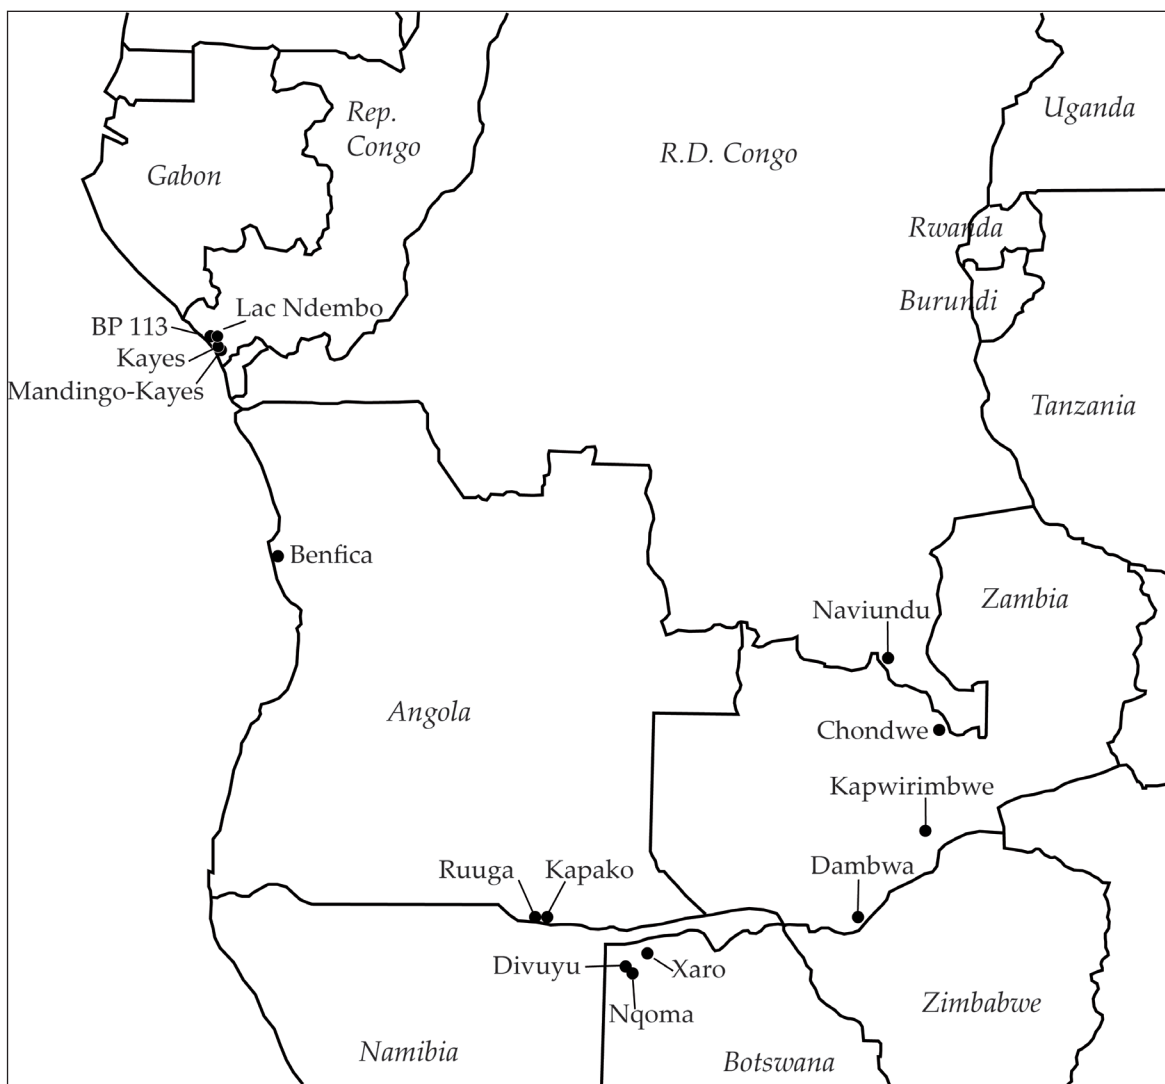 Uganda
Rep.
Congo
R.D. Congo
Gabon
Rwanda
Burundi
Lac Ndembo
BP 113
Kayes
Mandingo-Kayes
Tanzania
Benfica
Zambia
Naviundu
Angola
Chondwe
Kapwirimbwe
Dambwa
Ruuga
Kapako
Divuyu
Xaro
Nqoma
Zimbabwe
Namibia
Botswana